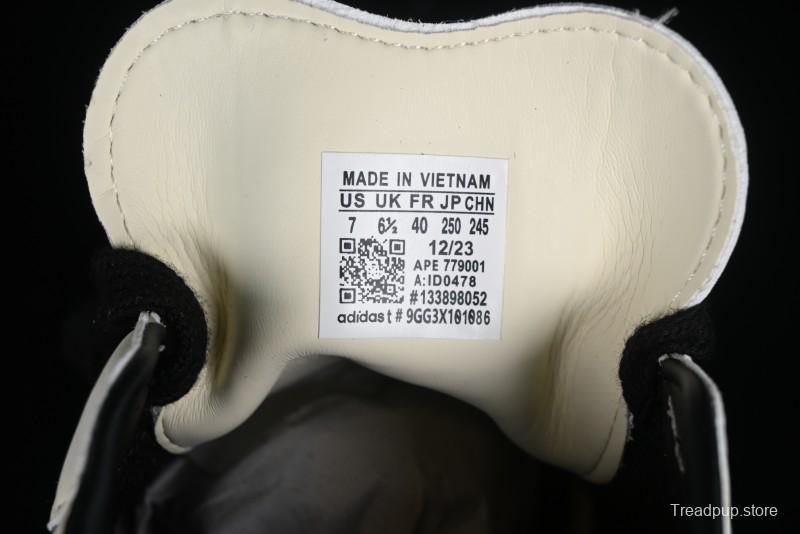 MADE IN VIETNAM
US UK FR JP CHN
7 6½ 40 250 245
12/23
APE 779001
A:ID0478
#133898052
adidas t# 9GG3X101086
Treadpup.store